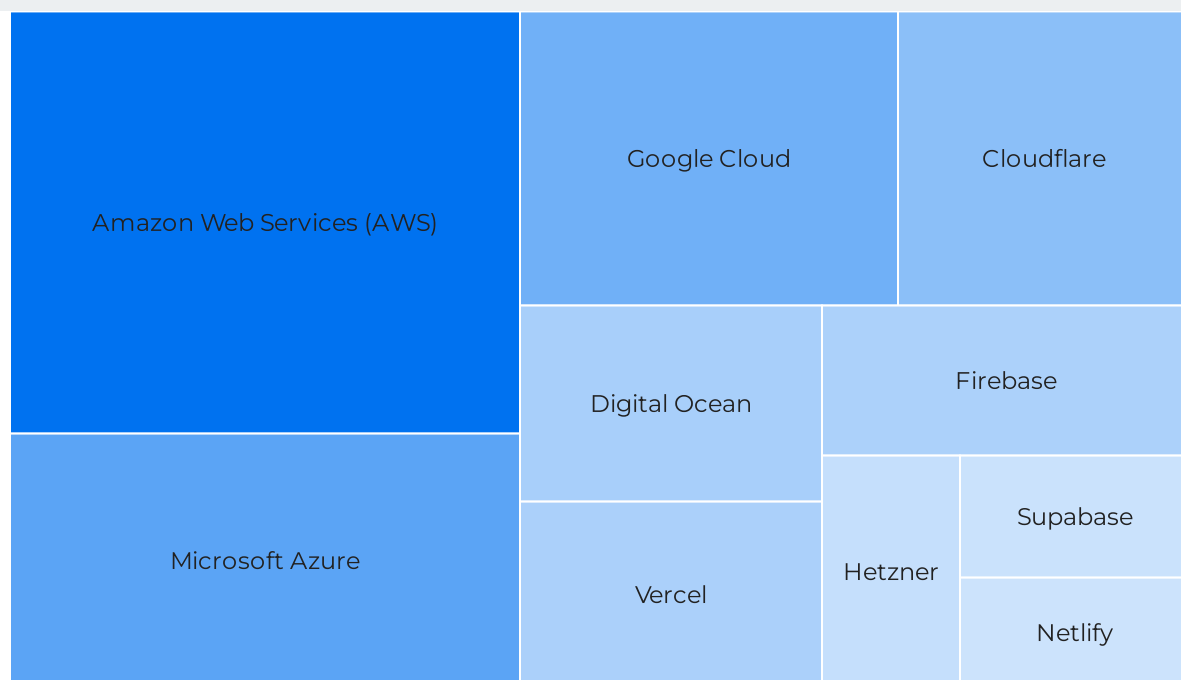 Amazon Web Services (AWS)
Microsoft Azure
Google Cloud
Cloudflare
Digital Ocean
Vercel
Firebase
Hetzner
Supabase
Netlify